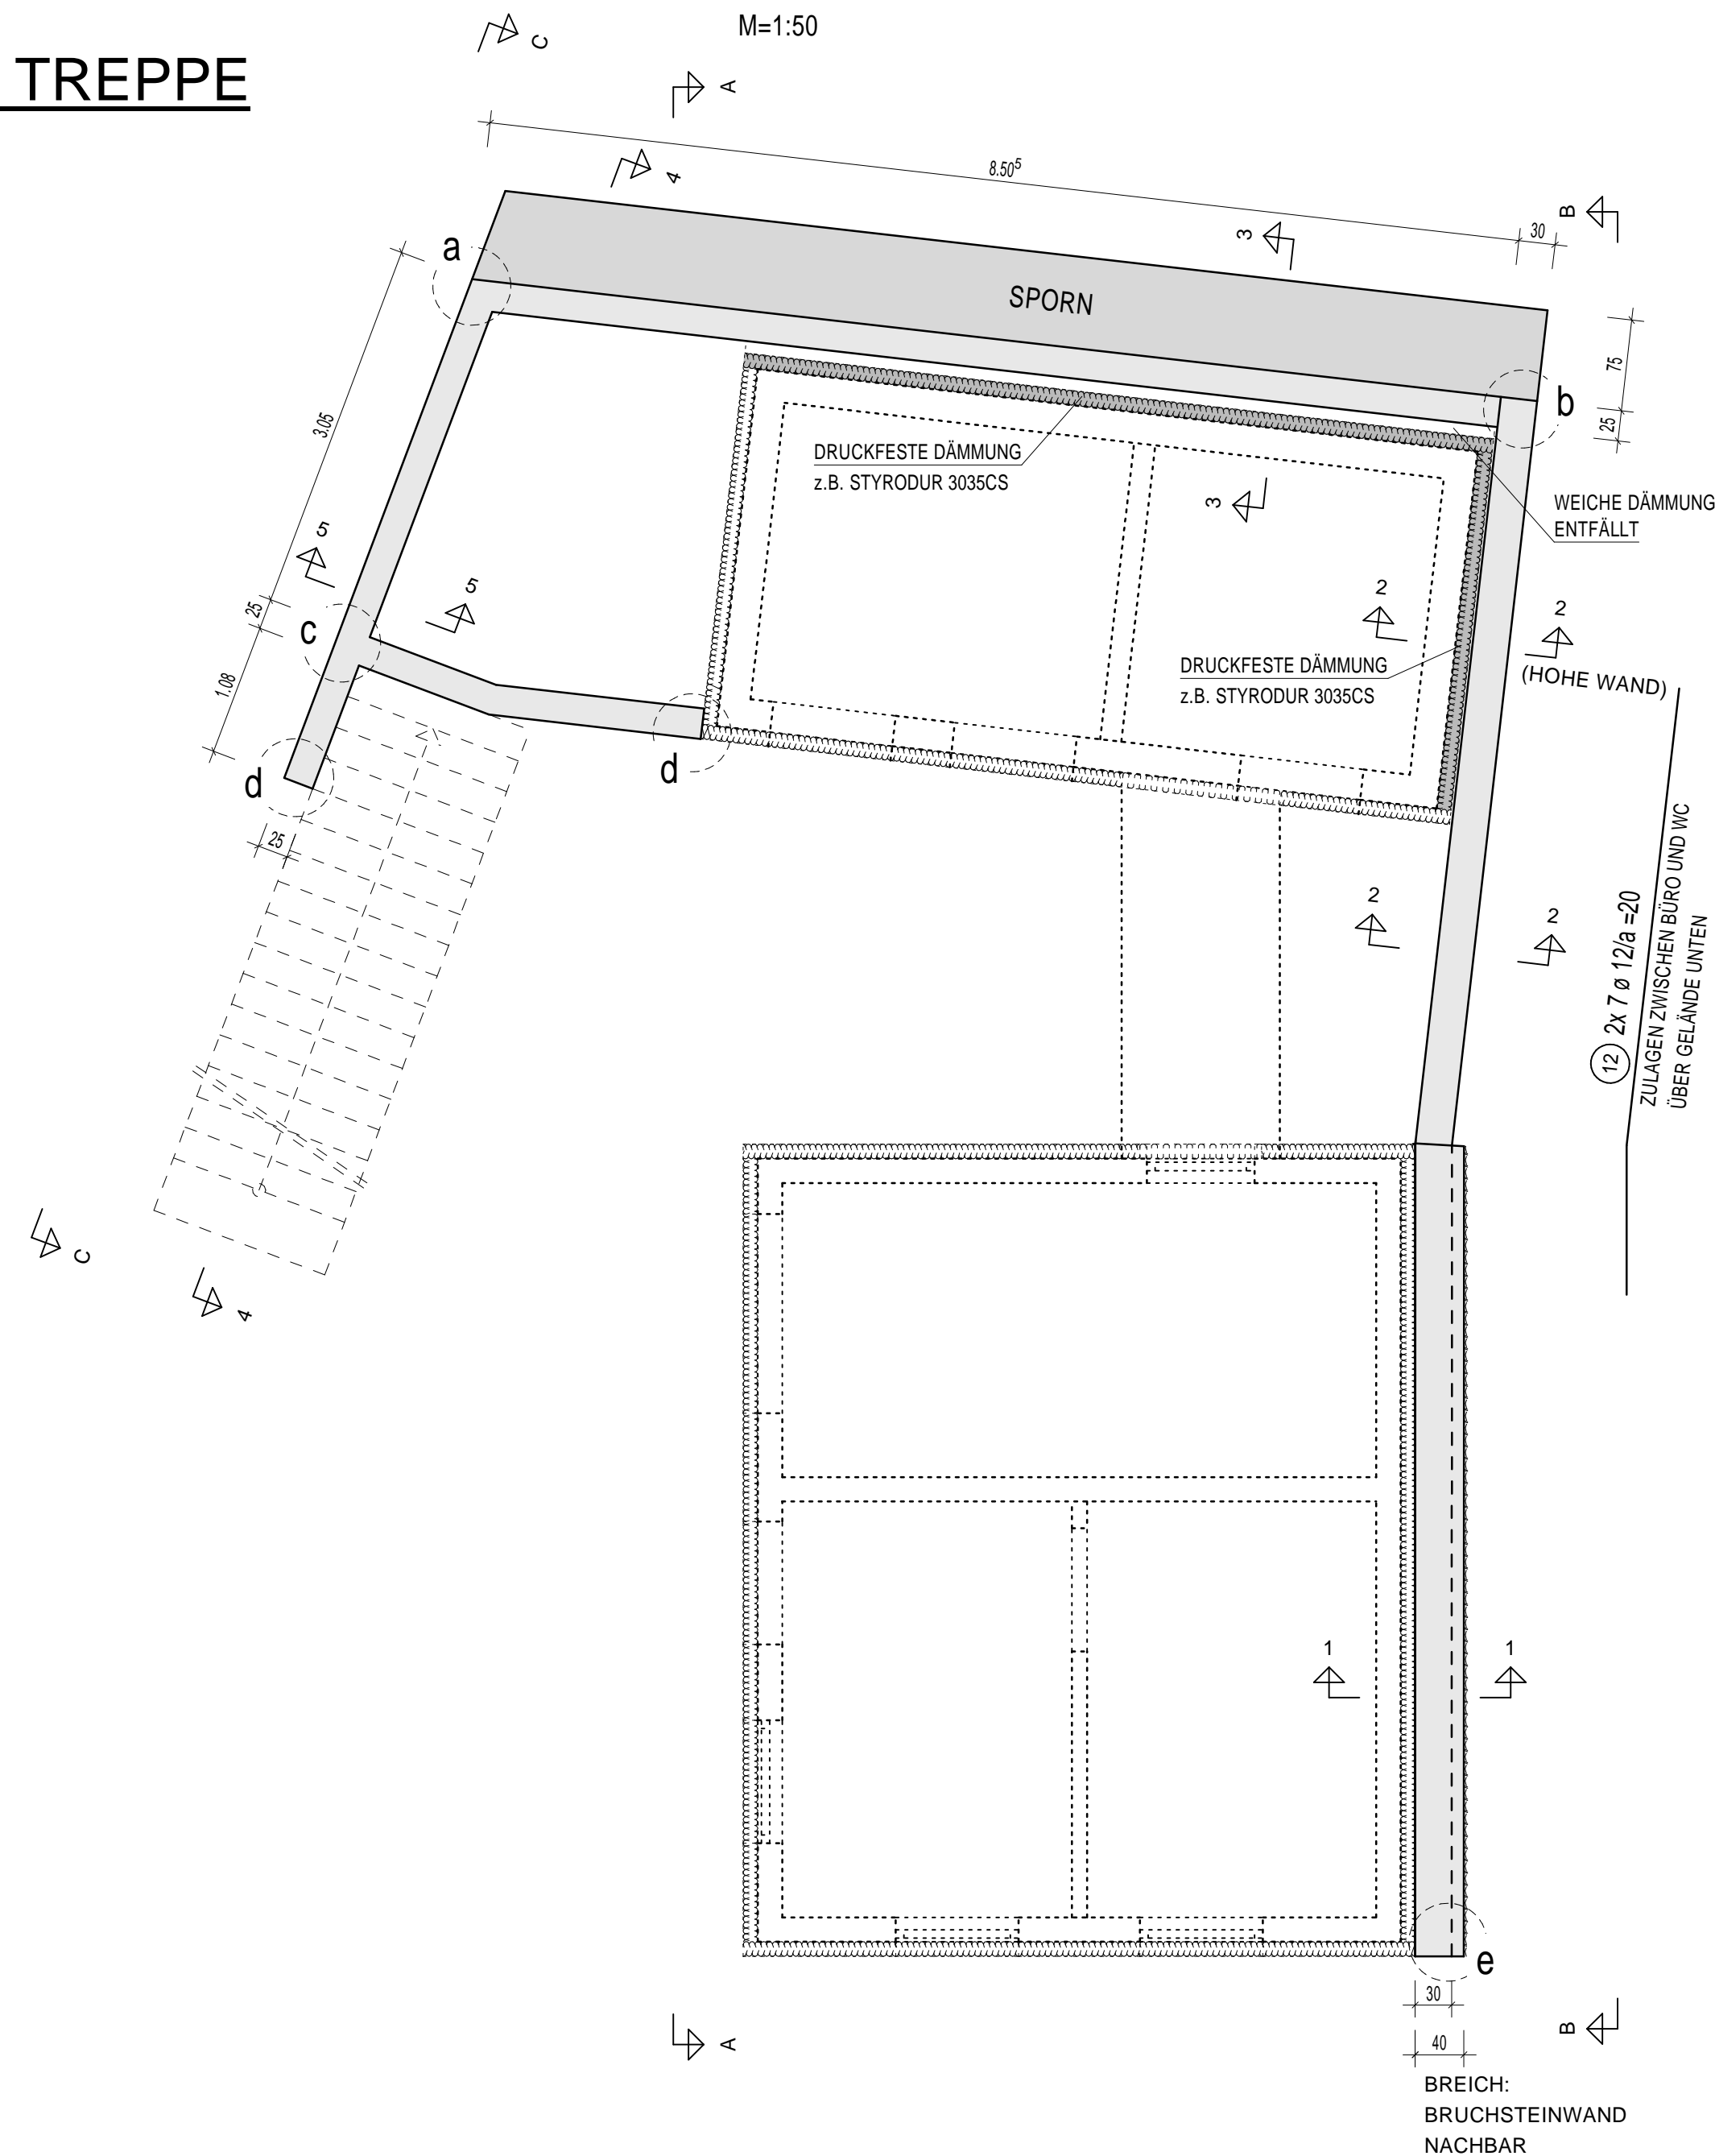 M=1:50
TREPPE
C
A
4
8.50⁵
3
B
30
a
SPORN
75
b
25
3.05
DRUCKFESTE DÄMMUNG
z.B. STYRODUR 3035CS
3
WEICHE DÄMMUNG
ENTFÄLLT
5
5
2
2
25
c
(HOHE WAND)
DRUCKFESTE DÄMMUNG
z.B. STYRODUR 3035CS
1.08
d
d
25
2
2
12 2x 7 ø 12/a =20
ZULAGEN ZWISCHEN BÜRO UND WC
ÜBER GELÄNDE UNTEN
C
4
1
1
e
30
A
B
40
BREICH:
BRUCHSTEINWAND
NACHBAR